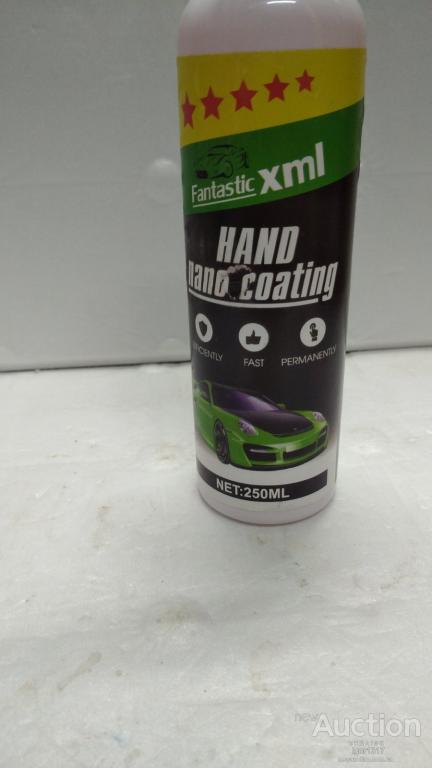 Fantastic xml
HAND
nano coating
FAST
PERMANENTLY
NET:250ML
Auction